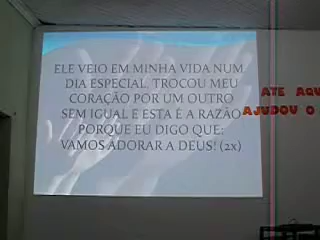 ELE VEIO EM MINHA VIDA NUM
DIA ESPECIAL, TROCOU MEU
CORAÇÃO POR UM OUTRO
SEM IGUAL E ESTA É A RAZÃO
PORQUE EU DIGO QUE:
VAMOS ADORAR A DEUS! (2x)
ATE AQU
AJUDOU O